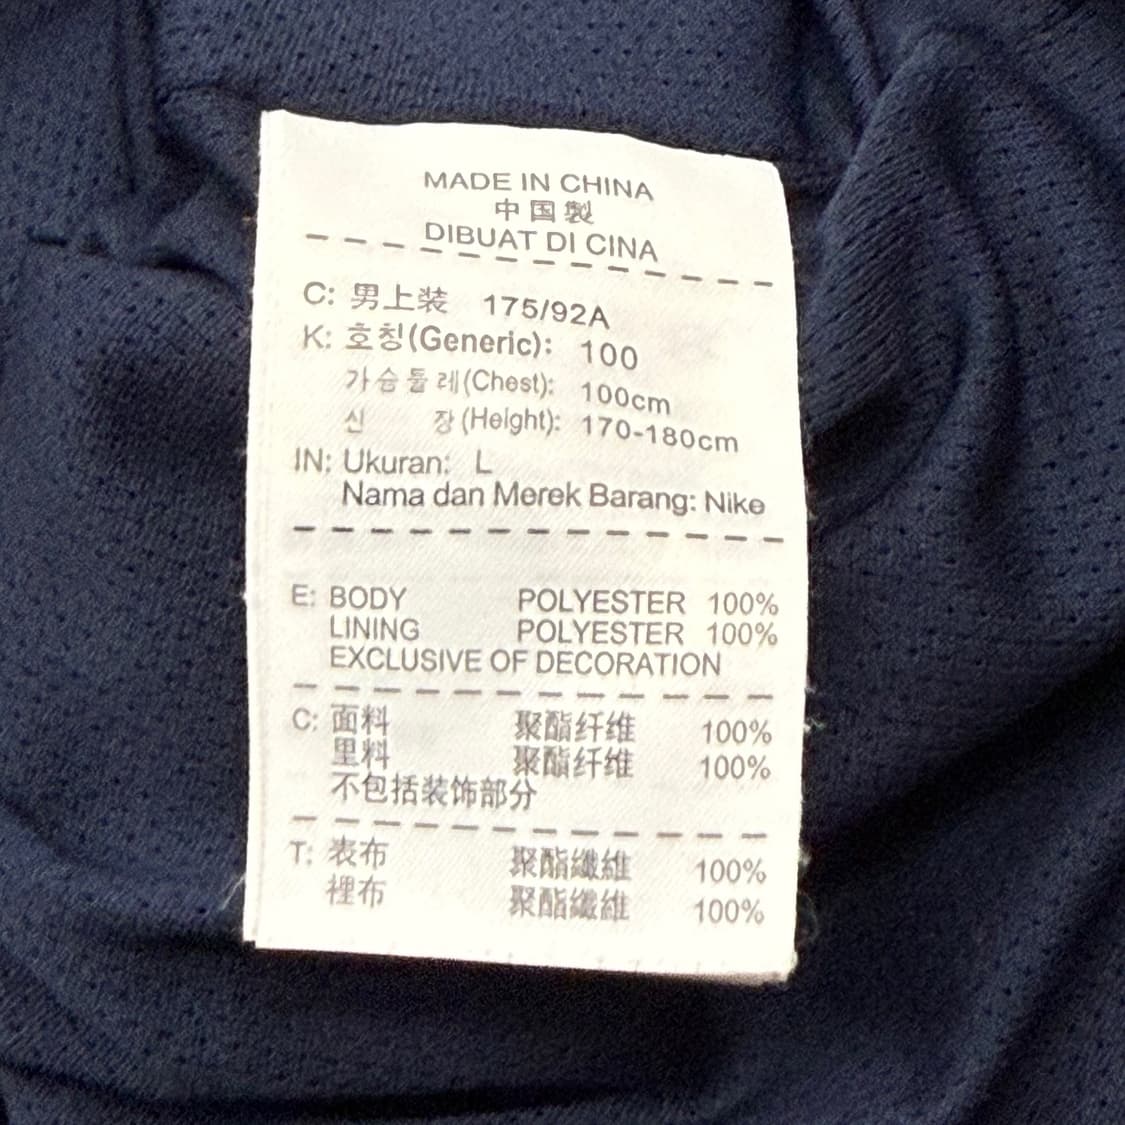 MADE IN CHINA
中国製
DIBUAT DI CINA
C: 男上装 175/92A
K: 호칭(Generic): 100
가슴둘레(Chest): 100cm
신 장(Height): 170-180cm
IN: Ukuran: L
Nama dan Merek Barang: Nike
E: BODY POLYESTER 100%
LINING POLYESTER 100%
EXCLUSIVE OF DECORATION
C: 面料 聚酯纤维 100%
里料 聚酯纤维 100%
不包括装饰部分
T: 表布 聚酯纖維 100%
裡布 聚酯纖維 100%